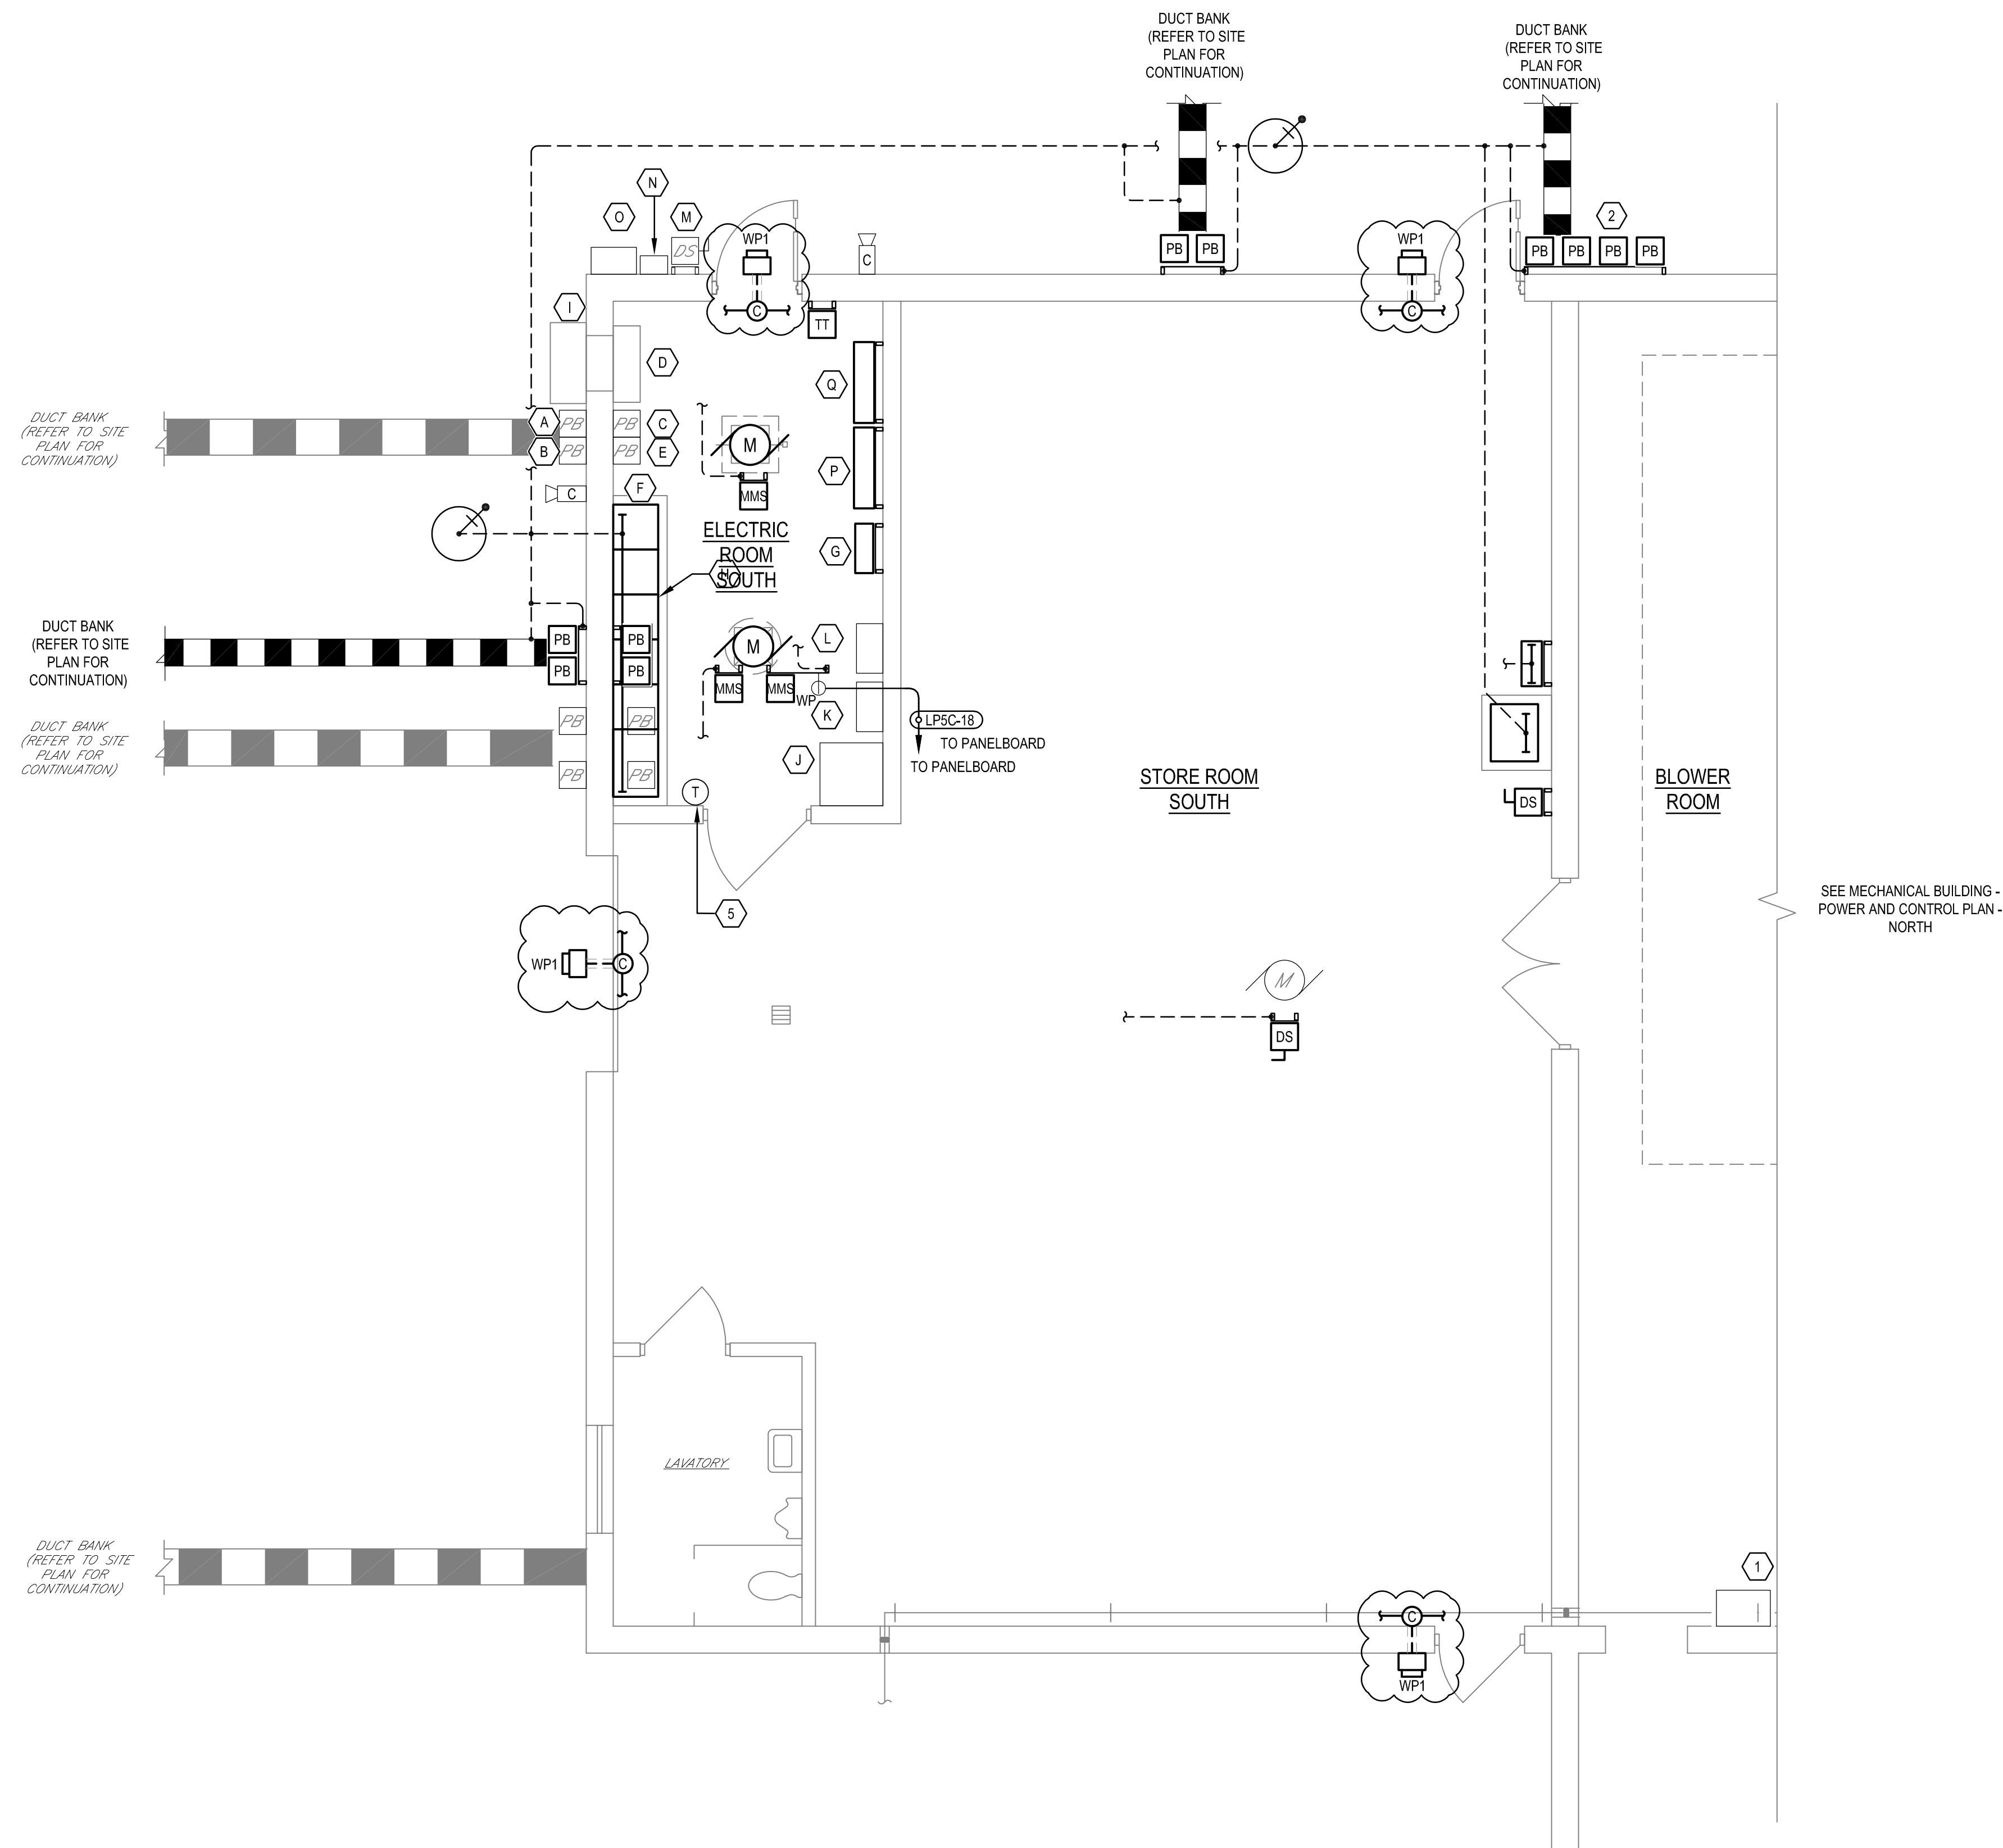 DUCT BANK
(REFER TO SITE
PLAN FOR
CONTINUATION)
DUCT BANK
(REFER TO SITE
PLAN FOR
CONTINUATION)
N
O
M
DS
WP1
C
C
PB
PB
WP1
C
2
PB
PB
PB
PB
I
TT
D
Q
DUCT BANK
(REFER TO SITE
PLAN FOR
CONTINUATION)
A
PB
PB
C
B
PB
PB
E
M
P
C
F
MMS
ELECTRIC
ROOM
SOUTH
G
H
DUCT BANK
(REFER TO SITE
PLAN FOR
CONTINUATION)
PB
PB
PB
PB
M
L
MMS
MMS
WP
K
LP5C-18
TO PANELBOARD
TO PANELBOARD
DUCT BANK
(REFER TO SITE
PLAN FOR
CONTINUATION)
PB
PB
PB
PB
J
T
STORE ROOM
SOUTH
DS
BLOWER
ROOM
5
SEE MECHANICAL BUILDING -
POWER AND CONTROL PLAN -
NORTH
WP1
C
M
DS
LAVATORY
DUCT BANK
(REFER TO SITE
PLAN FOR
CONTINUATION)
1
C
WP1